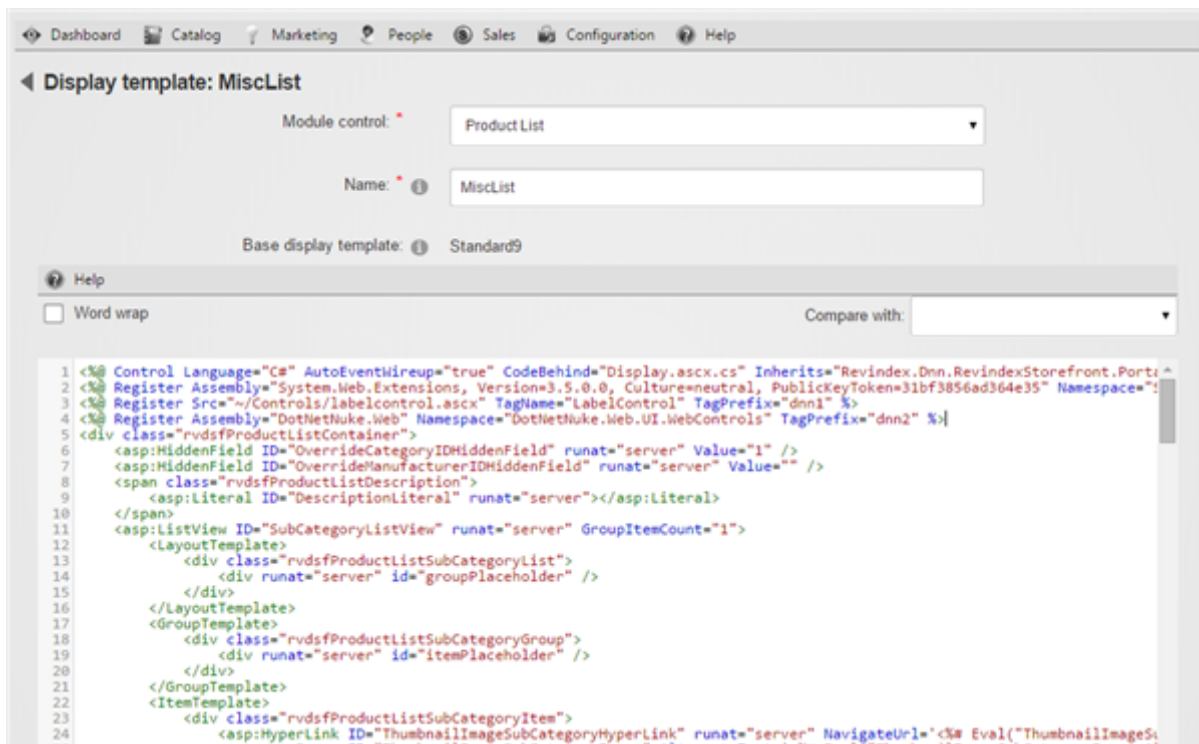 Dashboard Catalog Marketing People Sales Configuration Help
Display template: MiscList
Module control: * Product List
Name: * MiscList
Base display template: Standard9
Help
Word wrap Compare with:
1 <%@ Control Language="C#" AutoEventWireup="true" CodeBehind="Display.ascx.cs" Inherits="Revindex.Dnn.RevindexStorefront.Porta
2 <%@ Register Assembly="System.Web.Extensions, Version=3.5.0.0, Culture=neutral, PublicKeyToken=31bf3856ad364e35" Namespace="S
3 <%@ Register Src="~/Controls/labelcontrol.ascx" TagName="LabelControl" TagPrefix="dnn1" %>
4 <%@ Register Assembly="DotNetNuke.Web" Namespace="DotNetNuke.Web.UI.WebControls" TagPrefix="dnn2" %>
5 <div class="rvdsfProductListContainer">
6 <asp:HiddenField ID="OverrideCategoryIDHiddenField" runat="server" Value="1" />
7 <asp:HiddenField ID="OverrideManufacturerIDHiddenField" runat="server" Value="" />
8 <span class="rvdsfProductListDescription">
9 <asp:Literal ID="DescriptionLiteral" runat="server"></asp:Literal>
10 </span>
11 <asp:ListView ID="SubCategoryListView" runat="server" GroupItemCount="1">
12 <LayoutTemplate>
13 <div class="rvdsfProductListSubCategoryList">
14 <div runat="server" id="groupPlaceholder" />
15 </div>
16 </LayoutTemplate>
17 <GroupTemplate>
18 <div class="rvdsfProductListSubCategoryGroup">
19 <div runat="server" id="itemPlaceholder" />
20 </div>
21 </GroupTemplate>
22 <ItemTemplate>
23 <div class="rvdsfProductListSubCategoryItem">
24 <asp:HyperLink ID="ThumbnailImageSubCategoryHyperLink" runat="server" NavigateUrl='<%# Eval("ThumbnailImageSu